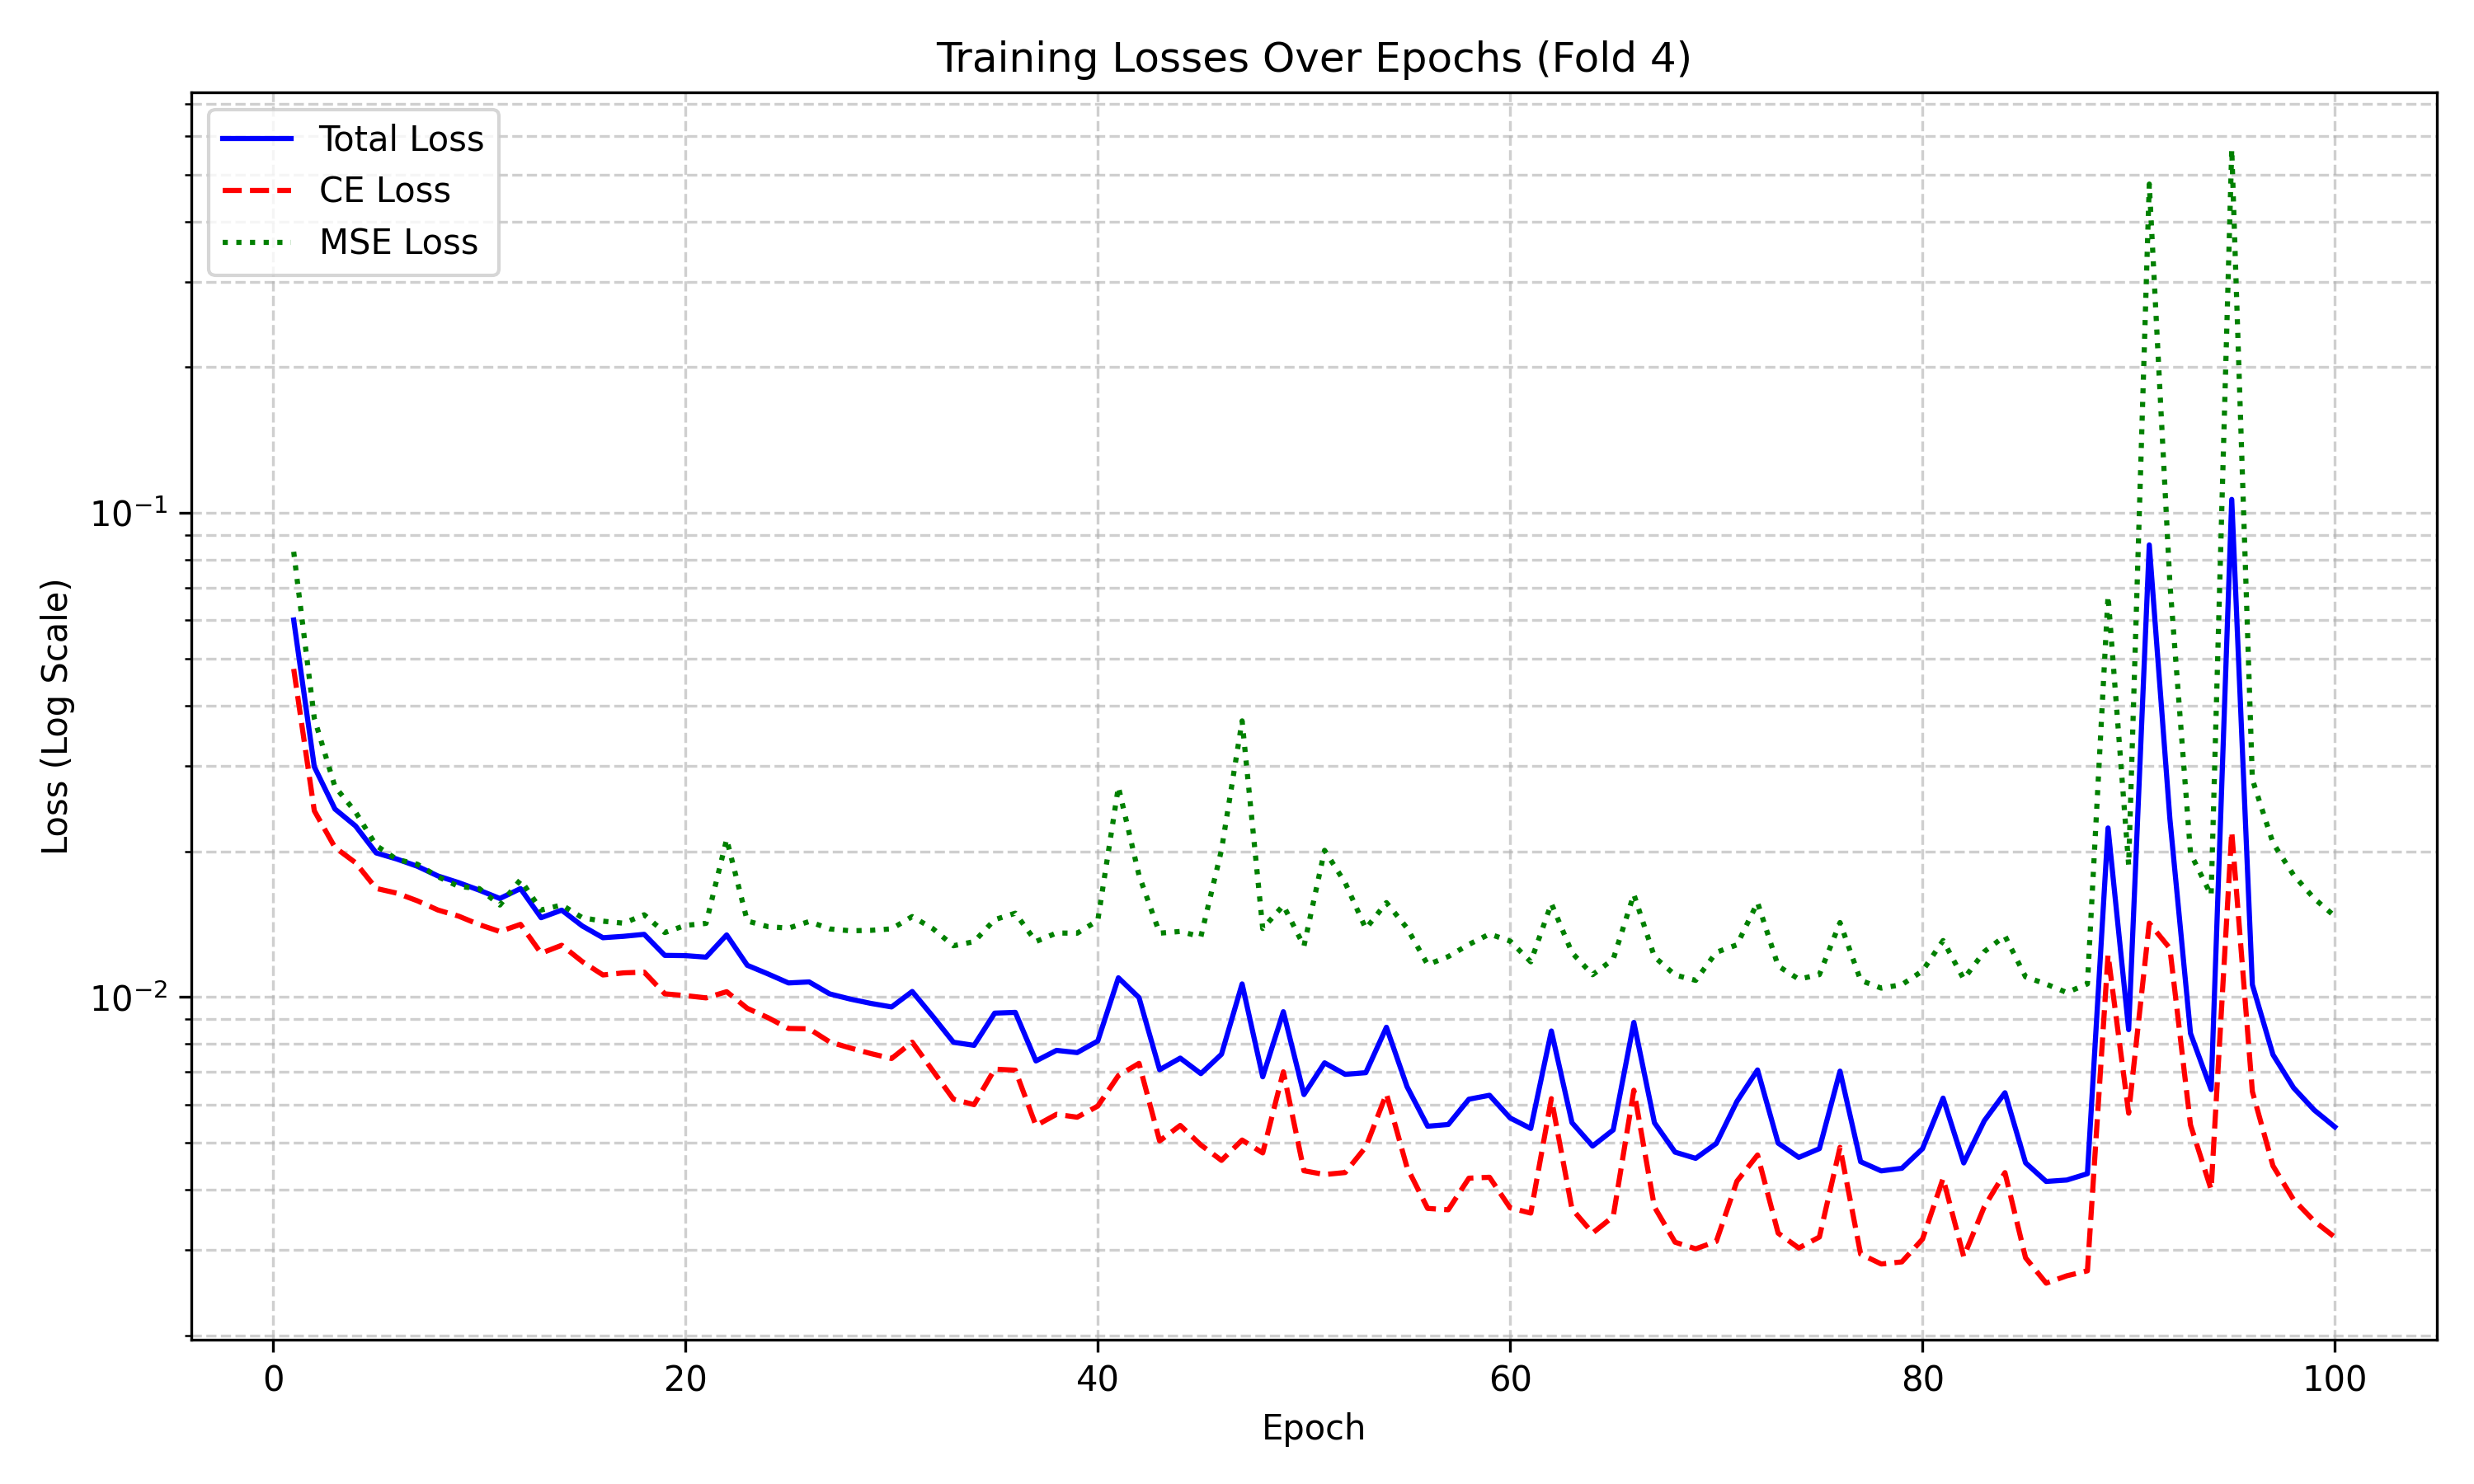 Training Losses Over Epochs (Fold 4)
Total Loss
CE Loss
MSE Loss
Loss (Log Scale)
10⁻¹
10⁻²
0 20 40 60 80 100
Epoch